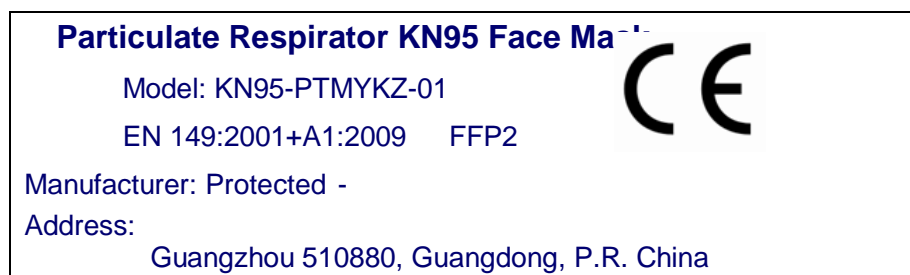 Particulate Respirator KN95 Face
Model: KN95-PTMYKZ-01
CE
EN 149:2001+A1:2009 FFP2
Manufacturer: Protected -
Address:
Guangzhou 510880, Guangdong, P.R. China